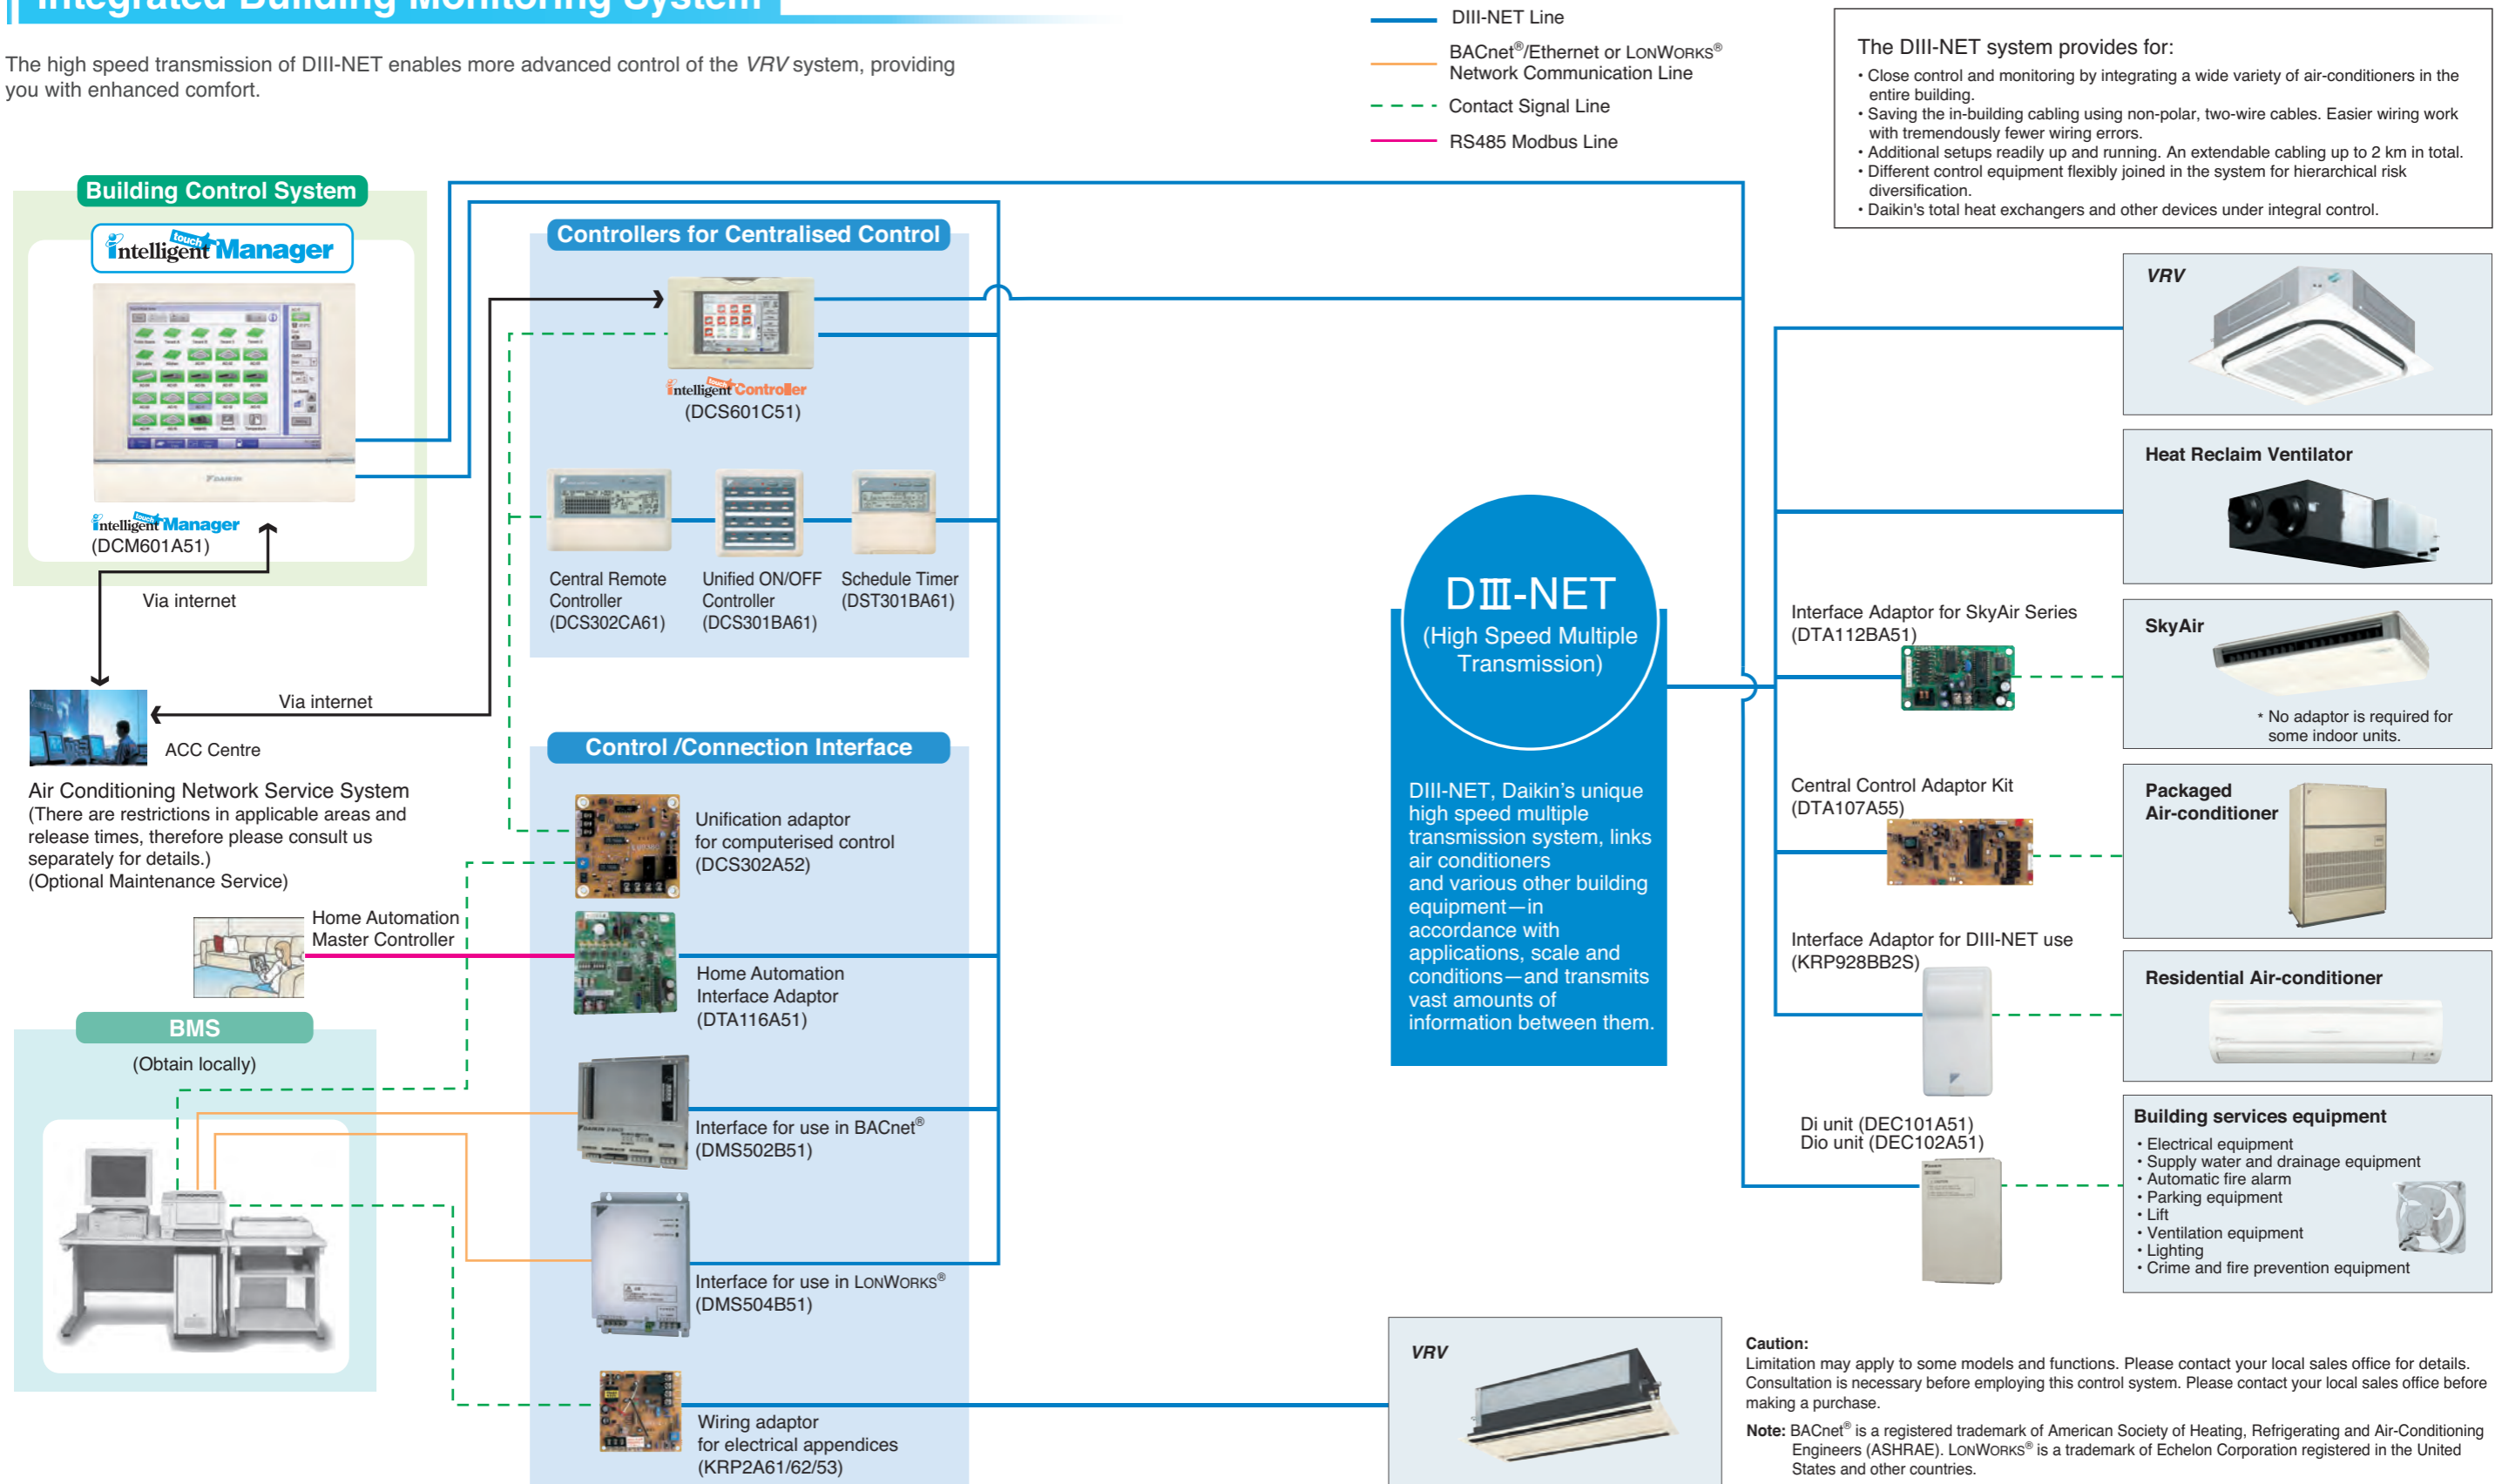 Integrated Building Monitoring System
The high speed transmission of DIII-NET enables more advanced control of the VRV system, providing
you with enhanced comfort.
DIII-NET Line
BACnet®/Ethernet or LONWORKS®
Network Communication Line
Contact Signal Line
RS485 Modbus Line
The DIII-NET system provides for:
• Close control and monitoring by integrating a wide variety of air-conditioners in the
entire building.
• Saving the in-building cabling using non-polar, two-wire cables. Easier wiring work
with tremendously fewer wiring errors.
• Additional setups readily up and running. An extendable cabling up to 2 km in total.
• Different control equipment flexibly joined in the system for hierarchical risk
diversification.
• Daikin's total heat exchangers and other devices under integral control.
Building Control System
intelligent touch Manager
DAIKIN
intelligent touch Manager
(DCM601A51)
Via internet
Via internet
ACC Centre
Air Conditioning Network Service System
(There are restrictions in applicable areas and
release times, therefore please consult us
separately for details.)
(Optional Maintenance Service)
Home Automation
Master Controller
BMS
(Obtain locally)
Controllers for Centralised Control
intelligent touch Controller
(DCS601C51)
Central Remote
Controller
(DCS302CA61)
Unified ON/OFF
Controller
(DCS301BA61)
Schedule Timer
(DST301BA61)
Control /Connection Interface
Unification adaptor
for computerised control
(DCS302A52)
Home Automation
Interface Adaptor
(DTA116A51)
Interface for use in BACnet®
(DMS502B51)
Interface for use in LONWORKS®
(DMS504B51)
Wiring adaptor
for electrical appendices
(KRP2A61/62/53)
DIII-NET
(High Speed Multiple
Transmission)
DIII-NET, Daikin's unique
high speed multiple
transmission system, links
air conditioners
and various other building
equipment—in
accordance with
applications, scale and
conditions—and transmits
vast amounts of
information between them.
VRV
Heat Reclaim Ventilator
Interface Adaptor for SkyAir Series
(DTA112BA51)
SkyAir
* No adaptor is required for
some indoor units.
Central Control Adaptor Kit
(DTA107A55)
Packaged
Air-conditioner
Interface Adaptor for DIII-NET use
(KRP928BB2S)
Residential Air-conditioner
Di unit (DEC101A51)
Dio unit (DEC102A51)
Building services equipment
• Electrical equipment
• Supply water and drainage equipment
• Automatic fire alarm
• Parking equipment
• Lift
• Ventilation equipment
• Lighting
• Crime and fire prevention equipment
VRV
Caution:
Limitation may apply to some models and functions. Please contact your local sales office for details.
Consultation is necessary before employing this control system. Please contact your local sales office before
making a purchase.
Note: BACnet® is a registered trademark of American Society of Heating, Refrigerating and Air-Conditioning
Engineers (ASHRAE). LONWORKS® is a trademark of Echelon Corporation registered in the United
States and other countries.